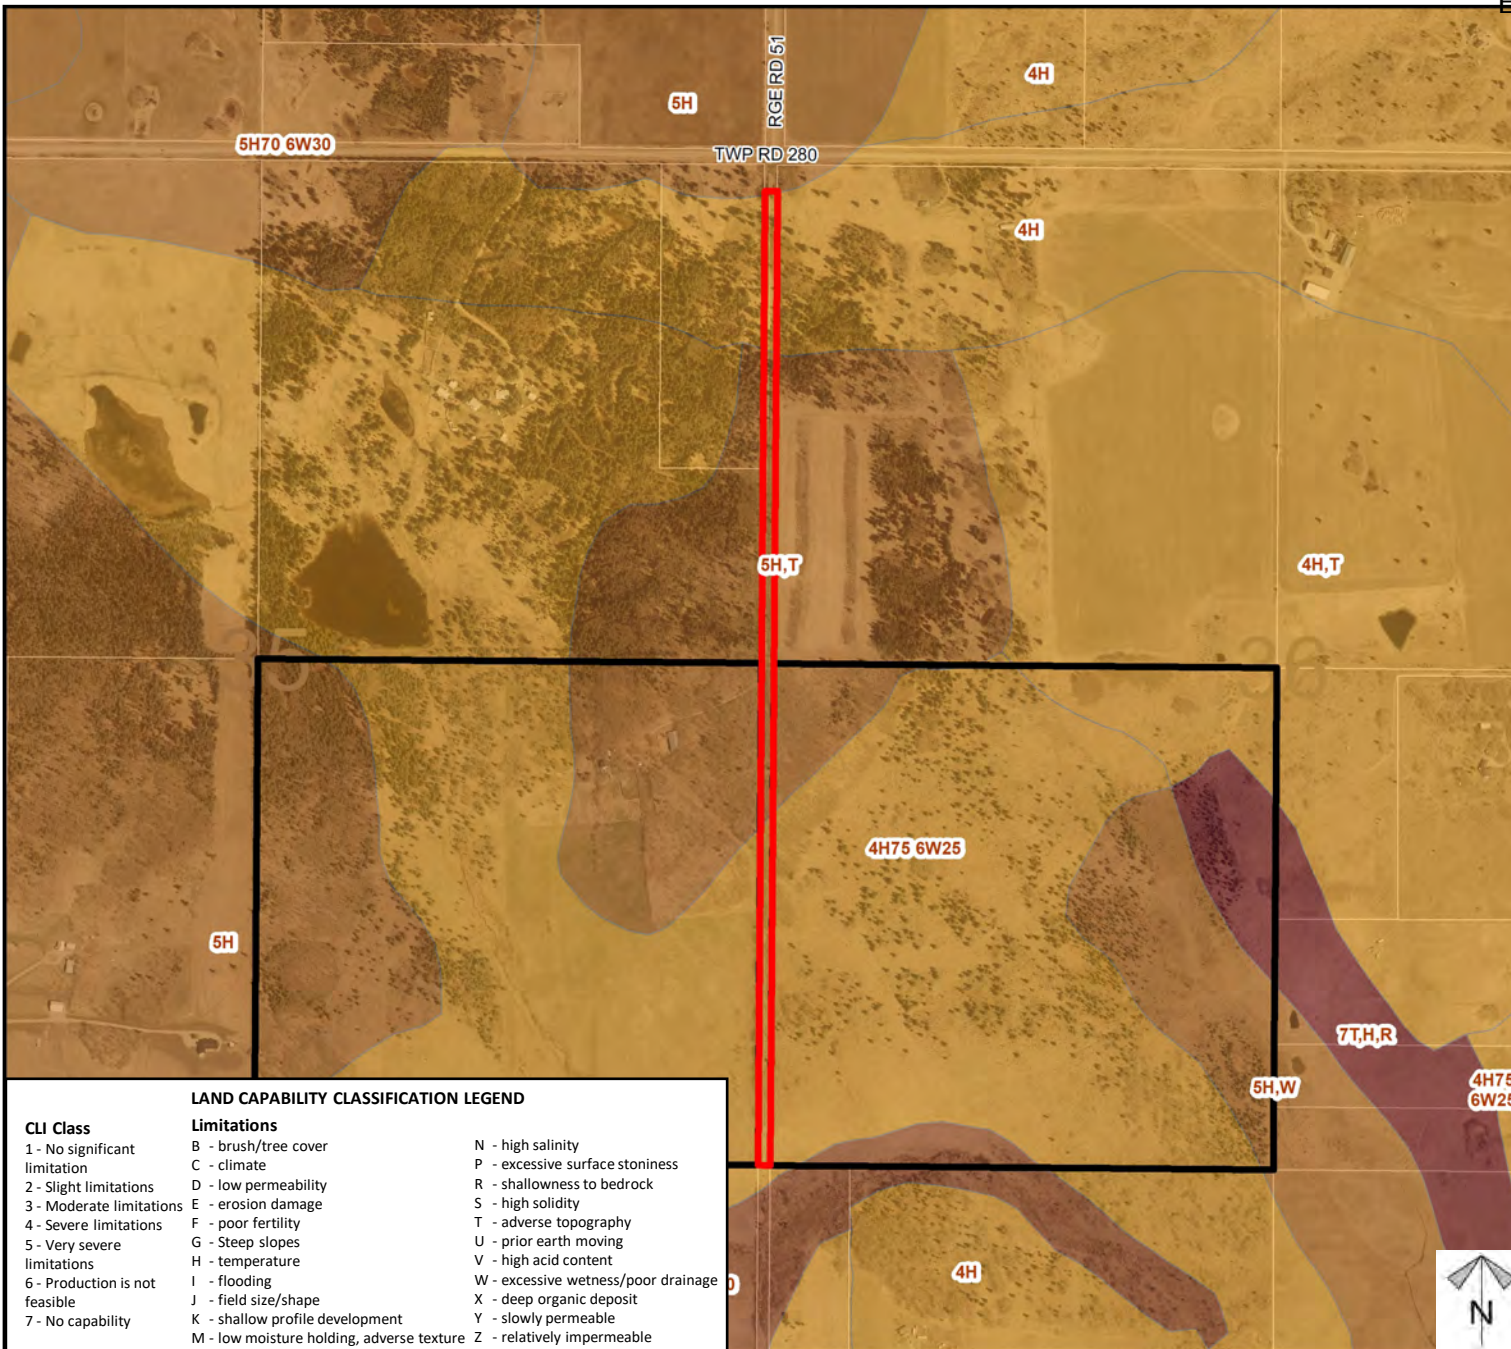 RGE RD 51
4H
5H
5H70 6W30
TWP RD 280
4H
5H,T
4H,T
35
36
4H75 6W25
5H
7T,H,R
5H,W
4H75
6W25
4H
0
N
LAND CAPABILITY CLASSIFICATION LEGEND
CLI Class
1 - No significant
limitation
2 - Slight limitations
3 - Moderate limitations
4 - Severe limitations
5 - Very severe
limitations
6 - Production is not
feasible
7 - No capability
Limitations
B - brush/tree cover
C - climate
D - low permeability
E - erosion damage
F - poor fertility
G - Steep slopes
H - temperature
I - flooding
J - field size/shape
K - shallow profile development
M - low moisture holding, adverse texture
N - high salinity
P - excessive surface stoniness
R - shallowness to bedrock
S - high solidity
T - adverse topography
U - prior earth moving
V - high acid content
W - excessive wetness/poor drainage
X - deep organic deposit
Y - slowly permeable
Z - relatively impermeable